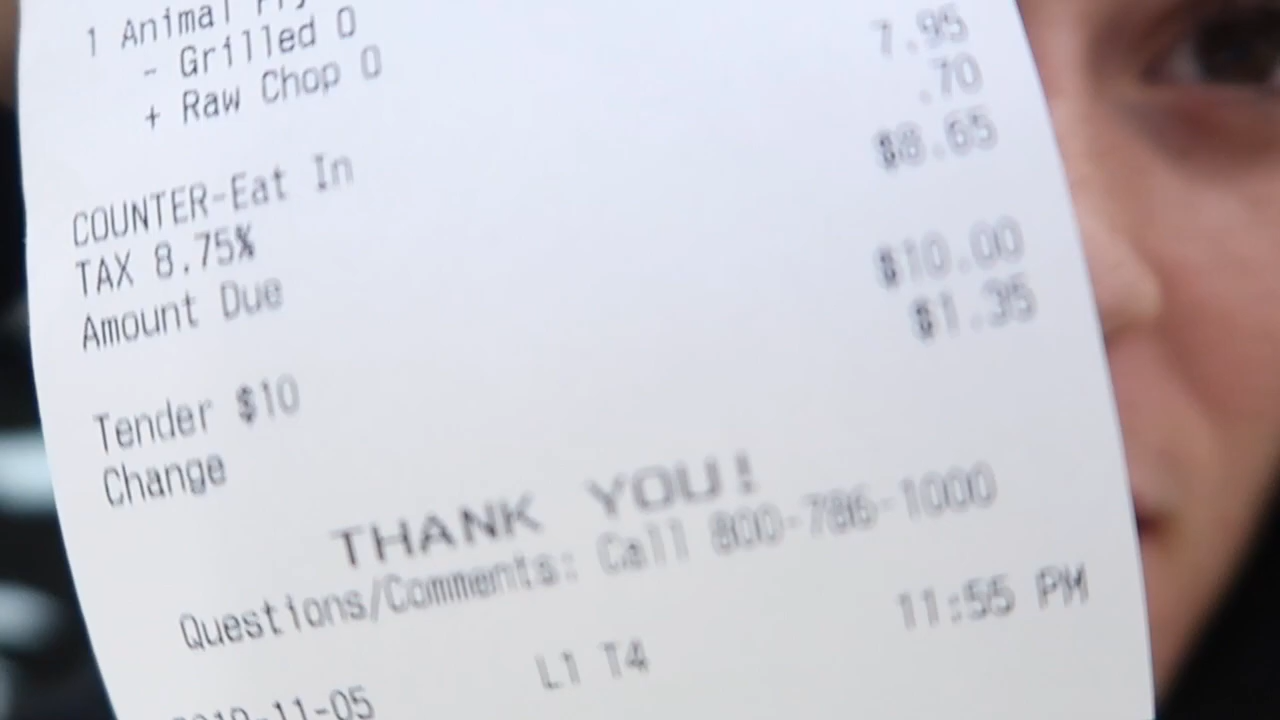 1 Animal Fry
- Grilled O
+ Raw Chop O
COUNTER-Eat In 7.95
TAX 8.75% .70
Amount Due $8.65
Tender $10 $10.00
Change $1.35
THANK YOU!
Questions/Comments: Call 800-786-1000
L1 T4 11:55 PM
2019-11-05